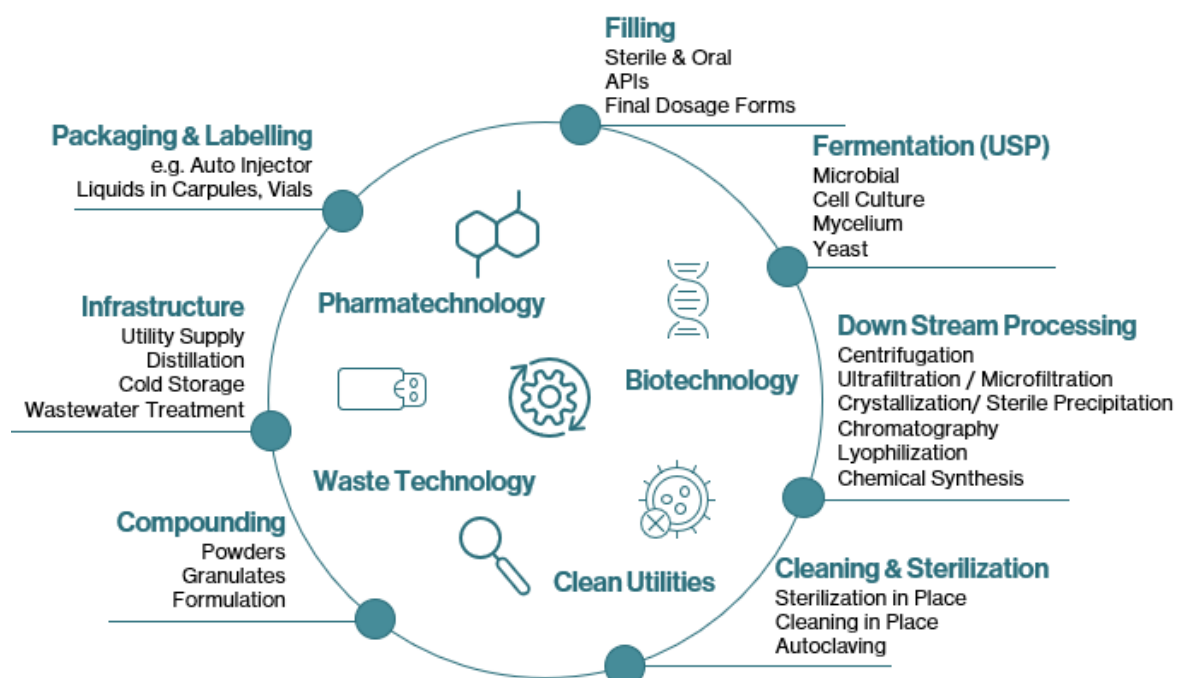 Filling
Sterile & Oral
APIs
Final Dosage Forms
Packaging & Labelling
e.g. Auto Injector
Liquids in Carpules, Vials
Fermentation (USP)
Microbial
Cell Culture
Mycelium
Yeast
Infrastructure
Utility Supply
Distillation
Cold Storage
Wastewater Treatment
Pharmatechnology
Biotechnology
Waste Technology
Clean Utilities
Down Stream Processing
Centrifugation
Ultrafiltration / Microfiltration
Crystallization/ Sterile Precipitation
Chromatography
Lyophilization
Chemical Synthesis
Compounding
Powders
Granulates
Formulation
Cleaning & Sterilization
Sterilization in Place
Cleaning in Place
Autoclaving